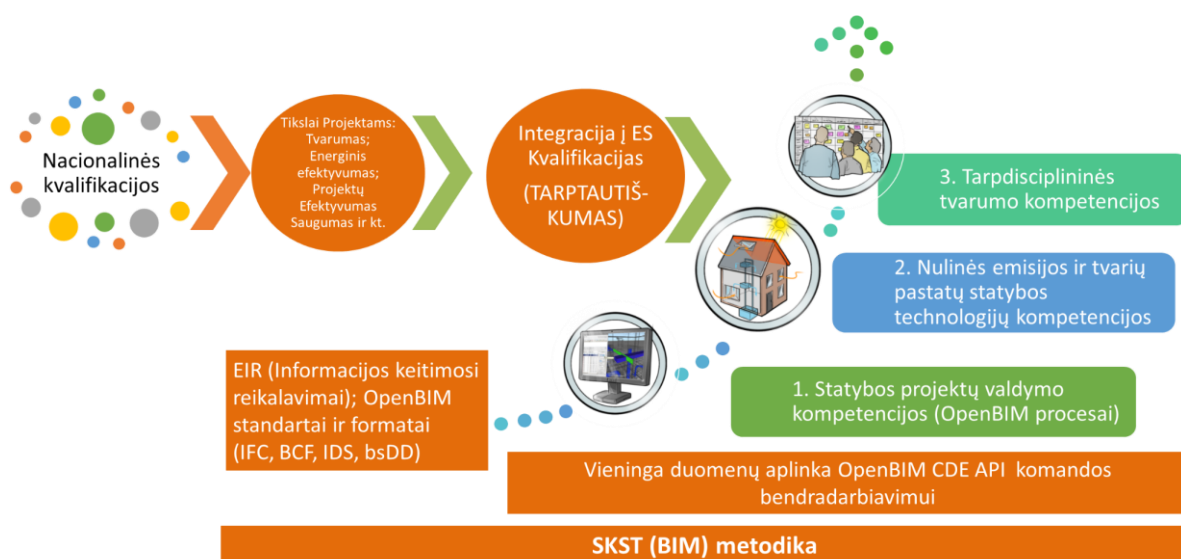 Nacionalinės
kvalifikacijos
Tikslai Projektams:
Tvarumas;
Energinis
efektyvumas;
Projektų
Efektyvumas
Saugumas ir kt.
Integracija į ES
Kvalifikacijas
(TARPTAUTIŠ-
KUMAS)
3. Tarpdisciplininės
tvarumo kompetencijos
2. Nulinės emisijos ir tvarių
pastatų statybos
technologijų kompetencijos
EIR (Informacijos keitimosi
reikalavimai); OpenBIM
standartai ir formatai
(IFC, BCF, IDS, bsDD)
1. Statybos projektų valdymo
kompetencijos (OpenBIM procesai)
Vieninga duomenų aplinka OpenBIM CDE API komandos
bendradarbiavimui
SKST (BIM) metodika